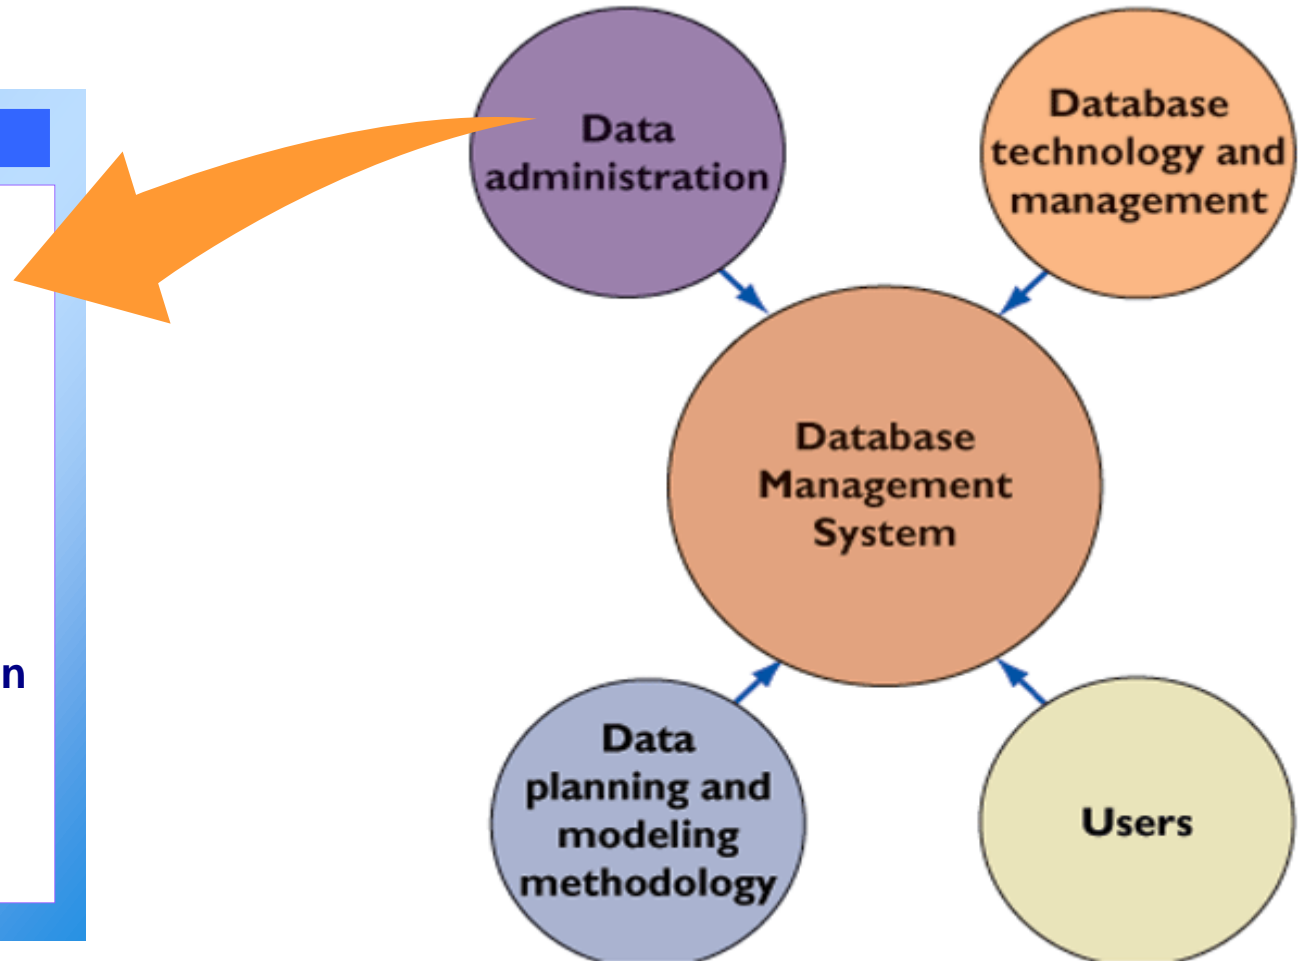 Data
administration
Database
technology and
management
Database
Management
System
n
Data
planning and
modeling
methodology
Users